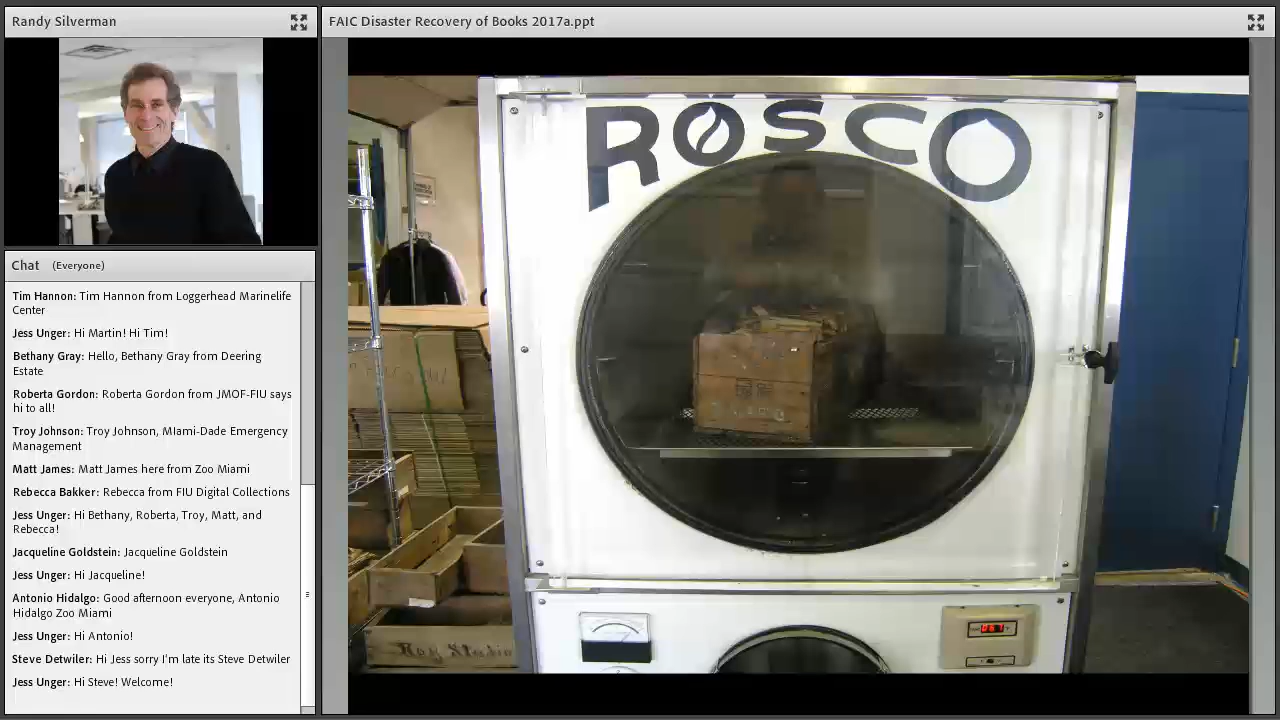 Randy Silverman
FAIC Disaster Recovery of Books 2017a.ppt
ROSCO
Chat (Everyone)
Tim Hannon: Tim Hannon from Loggerhead Marinelife
Center
Jess Unger: Hi Martin! Hi Tim!
Bethany Gray: Hello, Bethany Gray from Deering
Estate
Roberta Gordon: Roberta Gordon from JMOF-FIU says
hi to all!
Troy Johnson: Troy Johnson, MIami-Dade Emergency
Management
Matt James: Matt James here from Zoo Miami
Rebecca Bakker: Rebecca from FIU Digital Collections
Jess Unger: Hi Bethany, Roberta, Troy, Matt, and
Rebecca!
Jacqueline Goldstein: Jacqueline Goldstein
Jess Unger: Hi Jacqueline!
Antonio Hidalgo: Good afternoon everyone, Antonio
Hidalgo Zoo Miami
Jess Unger: Hi Antonio!
Steve Detwiler: Hi Jess sorry I'm late its Steve Detwiler
Jess Unger: Hi Steve! Welcome!